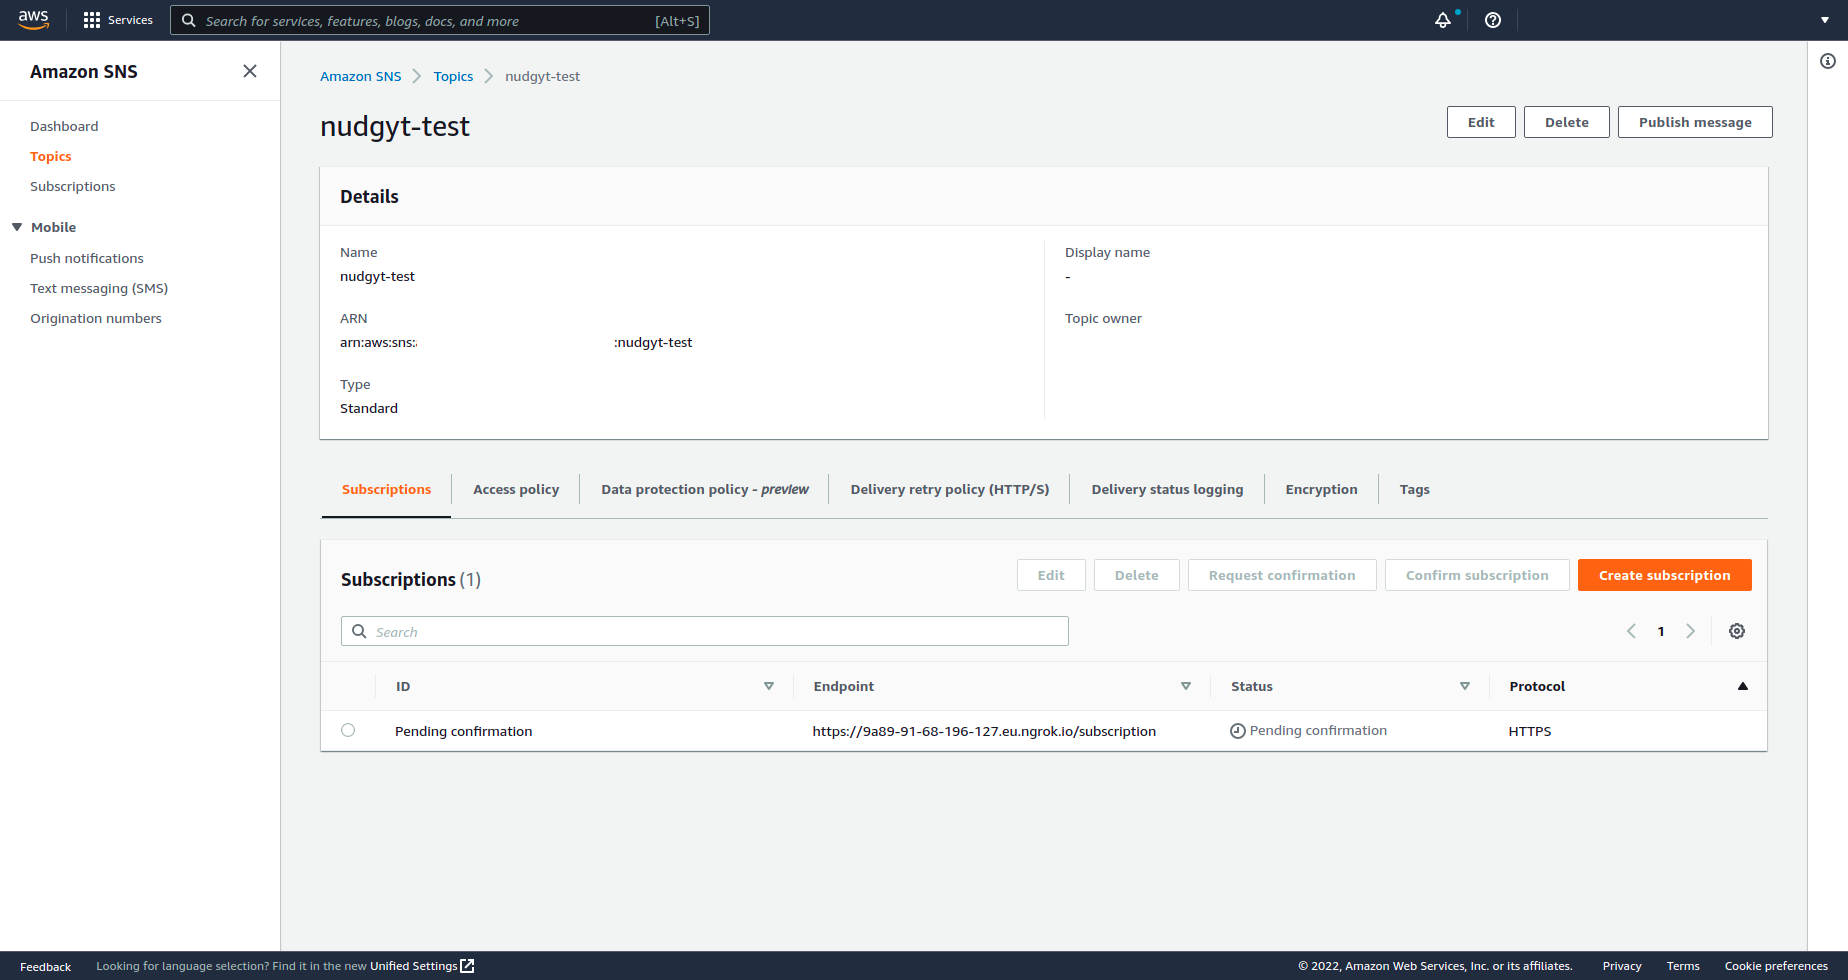 aws
Services
Search for services, features, blogs, docs, and more [Alt+S]
Amazon SNS
Dashboard
Topics
Subscriptions
Mobile
Push notifications
Text messaging (SMS)
Origination numbers
Amazon SNS Topics nudgyt-test
nudgyt-test
Edit Delete Publish message
Details
Name
nudgyt-test
ARN
arn:aws:sns: :nudgyt-test
Type
Standard
Display name
-
Topic owner
Subscriptions Access policy Data protection policy - preview Delivery retry policy (HTTP/S) Delivery status logging Encryption Tags
Subscriptions (1)
Edit Delete Request confirmation Confirm subscription Create subscription
Search
1
ID Endpoint Status Protocol
Pending confirmation https://9a89-91-68-196-127.eu.ngrok.io/subscription Pending confirmation HTTPS
Feedback Looking for language selection? Find it in the new Unified Settings © 2022, Amazon Web Services, Inc. or its affiliates. Privacy Terms Cookie preferences